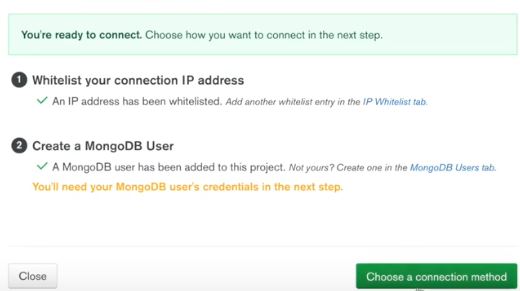 You're ready to connect. Choose how you want to connect in the next step.
1 Whitelist your connection IP address
An IP address has been whitelisted. Add another whitelist entry in the IP Whitelist tab.
2 Create a MongoDB User
A MongoDB user has been added to this project. Not yours? Create one in the MongoDB Users tab.
You'll need your MongoDB user's credentials in the next step.
Close
Choose a connection method